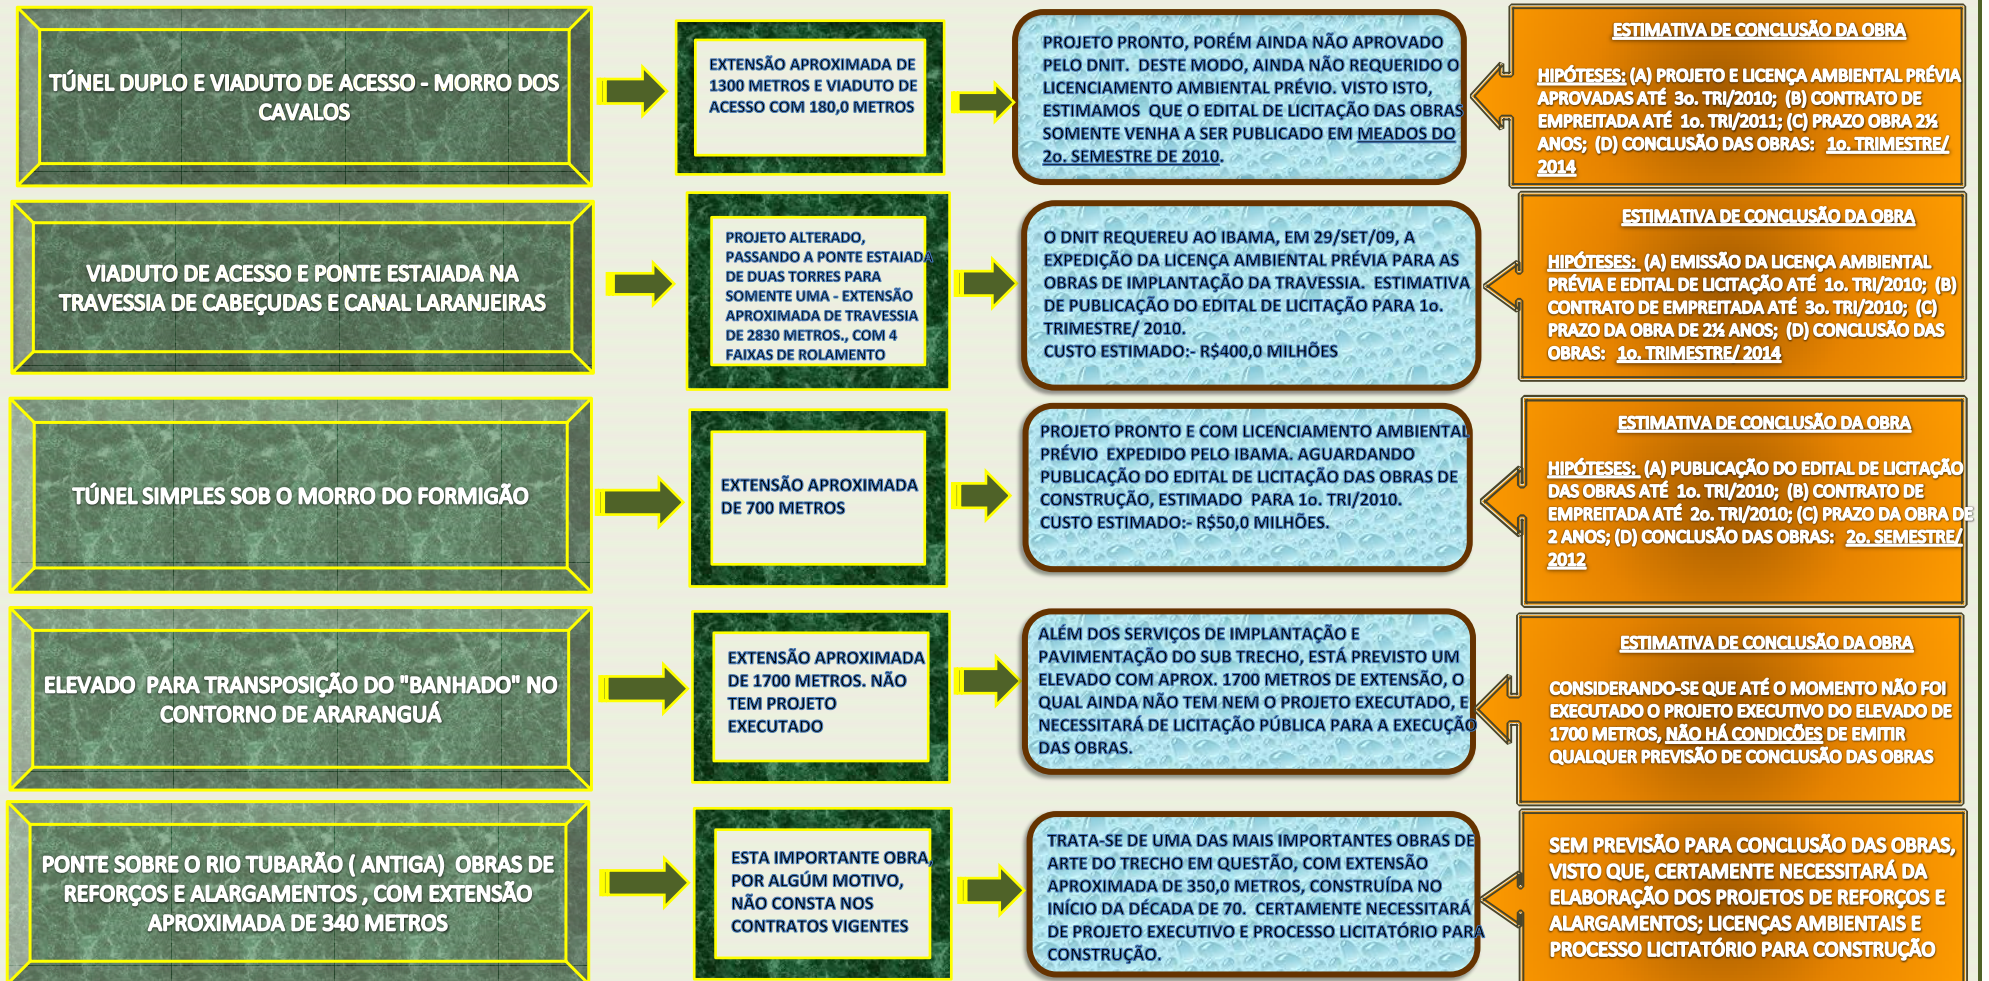 TÚNEL DUPLO E VIADUTO DE ACESSO - MORRO DOS
CAVALOS
EXTENSÃO APROXIMADA DE
1300 METROS E VIADUTO DE
ACESSO COM 180,0 METROS
PROJETO PRONTO, PORÉM AINDA NÃO APROVADO
PELO DNIT. DESTE MODO, AINDA NÃO REQUERIDO O
LICENCIAMENTO AMBIENTAL PRÉVIO. VISTO ISTO,
ESTIMAMOS QUE O EDITAL DE LICITAÇÃO DAS OBRAS
SOMENTE VENHA A SER PUBLICADO EM MEADOS DO
2o. SEMESTRE DE 2010.
ESTIMATIVA DE CONCLUSÃO DA OBRA
HIPÓTESES: (A) PROJETO E LICENÇA AMBIENTAL PRÉVIA
APROVADAS ATÉ 3o. TRI/2010; (B) CONTRATO DE
EMPREITADA ATÉ 1o. TRI/2011; (C) PRAZO OBRA 2½
ANOS; (D) CONCLUSÃO DAS OBRAS: 1o. TRIMESTRE/
2014
VIADUTO DE ACESSO E PONTE ESTAIADA NA
TRAVESSIA DE CABEÇUDAS E CANAL LARANJEIRAS
PROJETO ALTERADO,
PASSANDO A PONTE ESTAIADA
DE DUAS TORRES PARA
SOMENTE UMA - EXTENSÃO
APROXIMADA DE TRAVESSIA
DE 2830 METROS., COM 4
FAIXAS DE ROLAMENTO
O DNIT REQUEREU AO IBAMA, EM 29/SET/09, A
EXPEDIÇÃO DA LICENÇA AMBIENTAL PRÉVIA PARA AS
OBRAS DE IMPLANTAÇÃO DA TRAVESSIA. ESTIMATIVA
DE PUBLICAÇÃO DO EDITAL DE LICITAÇÃO PARA 1o.
TRIMESTRE/ 2010.
CUSTO ESTIMADO:- R$400,0 MILHÕES
ESTIMATIVA DE CONCLUSÃO DA OBRA
HIPÓTESES: (A) EMISSÃO DA LICENÇA AMBIENTAL
PRÉVIA E EDITAL DE LICITAÇÃO ATÉ 1o. TRI/2010; (B)
CONTRATO DE EMPREITADA ATÉ 3o. TRI/2010; (C)
PRAZO DA OBRA DE 2½ ANOS; (D) CONCLUSÃO DAS
OBRAS: 1o. TRIMESTRE/ 2014
TÚNEL SIMPLES SOB O MORRO DO FORMIGÃO
EXTENSÃO APROXIMADA
DE 700 METROS
PROJETO PRONTO E COM LICENCIAMENTO AMBIENTAL
PRÉVIO EXPEDIDO PELO IBAMA. AGUARDANDO
PUBLICAÇÃO DO EDITAL DE LICITAÇÃO DAS OBRAS DE
CONSTRUÇÃO, ESTIMADO PARA 1o. TRI/2010.
CUSTO ESTIMADO:- R$50,0 MILHÕES.
ESTIMATIVA DE CONCLUSÃO DA OBRA
HIPÓTESES: (A) PUBLICAÇÃO DO EDITAL DE LICITAÇÃO
DAS OBRAS ATÉ 1o. TRI/2010; (B) CONTRATO DE
EMPREITADA ATÉ 2o. TRI/2010; (C) PRAZO DA OBRA DE
2 ANOS; (D) CONCLUSÃO DAS OBRAS: 2o. SEMESTRE/
2012
ELEVADO PARA TRANSPOSIÇÃO DO "BANHADO" NO
CONTORNO DE ARARANGUÁ
EXTENSÃO APROXIMADA
DE 1700 METROS. NÃO
TEM PROJETO
EXECUTADO
ALÉM DOS SERVIÇOS DE IMPLANTAÇÃO E
PAVIMENTAÇÃO DO SUB TRECHO, ESTÁ PREVISTO UM
ELEVADO COM APROX. 1700 METROS DE EXTENSÃO, O
QUAL AINDA NÃO TEM NEM O PROJETO EXECUTADO, E
NECESSITARÁ DE LICITAÇÃO PÚBLICA PARA A EXECUÇÃO
DAS OBRAS.
ESTIMATIVA DE CONCLUSÃO DA OBRA
CONSIDERANDO-SE QUE ATÉ O MOMENTO NÃO FOI
EXECUTADO O PROJETO EXECUTIVO DO ELEVADO DE
1700 METROS, NÃO HÁ CONDICÕES DE EMITIR
QUALQUER PREVISÃO DE CONCLUSÃO DAS OBRAS
PONTE SOBRE O RIO TUBARÃO ( ANTIGA) OBRAS DE
REFORÇOS E ALARGAMENTOS , COM EXTENSÃO
APROXIMADA DE 340 METROS
ESTA IMPORTANTE OBRA,
POR ALGÚM MOTIVO,
NÃO CONSTA NOS
CONTRATOS VIGENTES
TRATA-SE DE UMA DAS MAIS IMPORTANTES OBRAS DE
ARTE DO TRECHO EM QUESTÃO, COM EXTENSÃO
APROXIMADA DE 350,0 METROS, CONSTRUÍDA NO
INÍCIO DA DÉCADA DE 70. CERTAMENTE NECESSITARÁ
DE PROJETO EXECUTIVO E PROCESSO LICITATÓRIO PARA
CONSTRUÇÃO.
SEM PREVISÃO PARA CONCLUSÃO DAS OBRAS,
VISTO QUE, CERTAMENTE NECESSITARÁ DA
ELABORAÇÃO DOS PROJETOS DE REFORÇOS E
ALARGAMENTOS; LICENÇAS AMBIENTAIS E
PROCESSO LICITATÓRIO PARA CONSTRUÇÃO